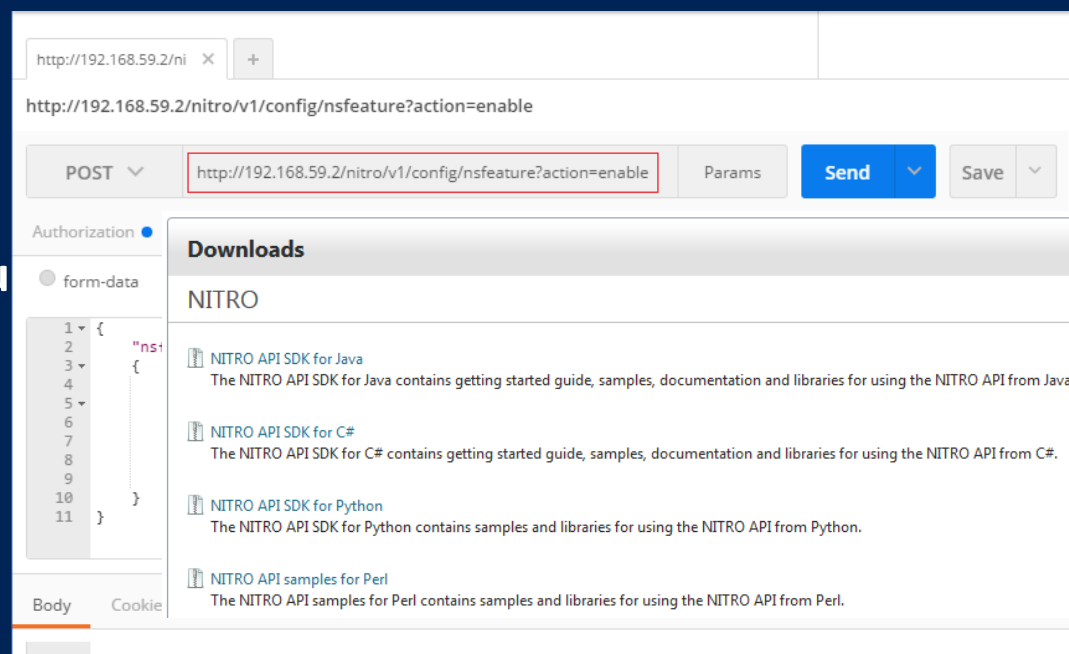 http://192.168.59.2/ni × +
http://192.168.59.2/nitro/v1/config/nsfeature?action=enable
POST http://192.168.59.2/nitro/v1/config/nsfeature?action=enable Params Send Save
Authorization
form-data
Downloads
NITRO
1 {
2
3 {
4
5
6
7
8
9
10 }
11 }
NITRO API SDK for Java
The NITRO API SDK for Java contains getting started guide, samples, documentation and libraries for using the NITRO API from Java
NITRO API SDK for C#
The NITRO API SDK for C# contains getting started guide, samples, documentation and libraries for using the NITRO API from C#.
NITRO API SDK for Python
The NITRO API SDK for Python contains samples and libraries for using the NITRO API from Python.
NITRO API samples for Perl
The NITRO API samples for Perl contains samples and libraries for using the NITRO API from Perl.
Body Cookie